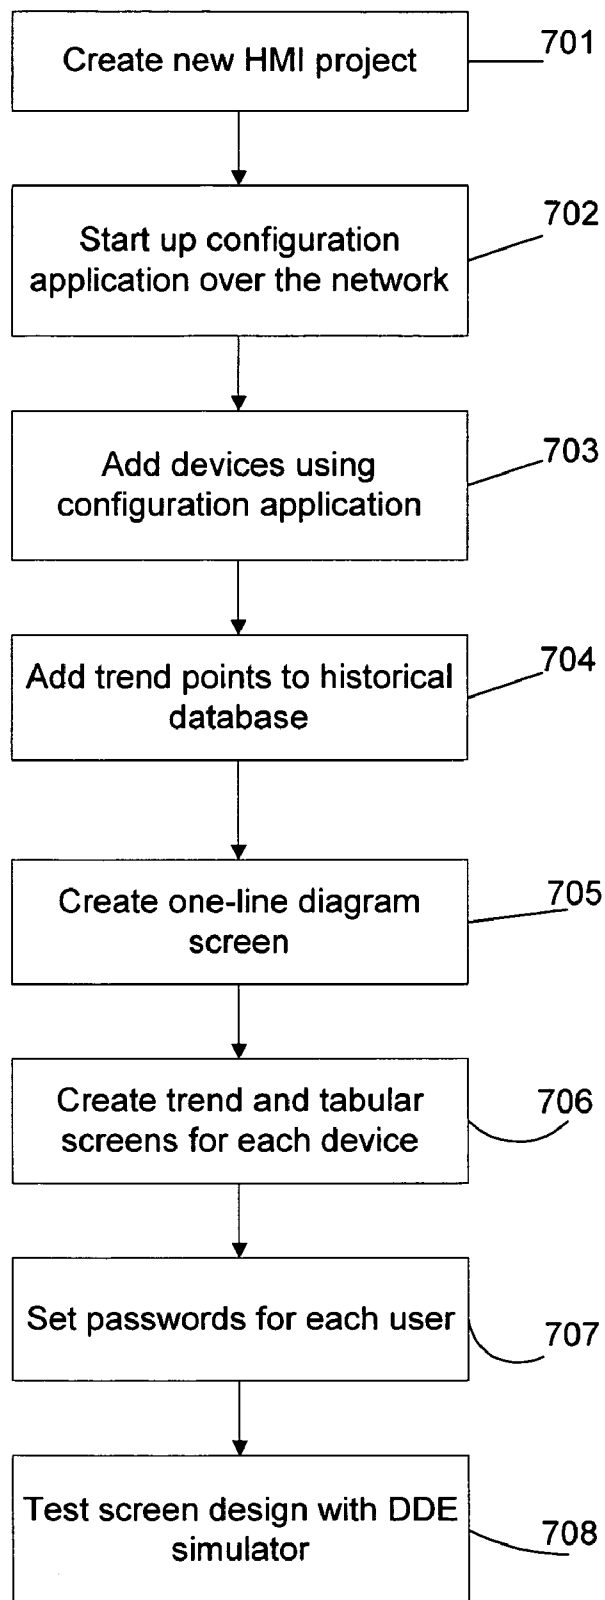 Create new HMI project
701
Start up configuration
application over the network
702
Add devices using
configuration application
703
Add trend points to historical
database
704
Create one-line diagram
screen
705
Create trend and tabular
screens for each device
706
Set passwords for each user
707
Test screen design with DDE
simulator
708